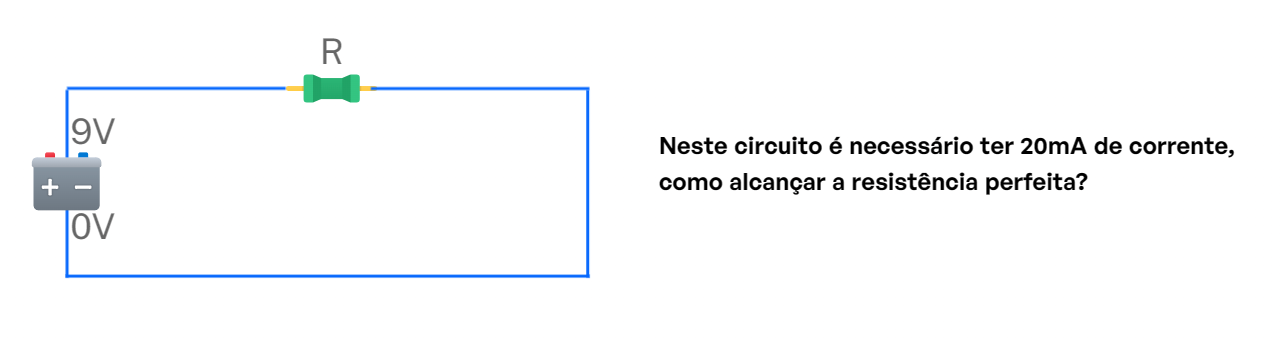 R
9V
+ −
0V
Neste circuito é necessário ter 20mA de corrente,
como alcançar a resistência perfeita?